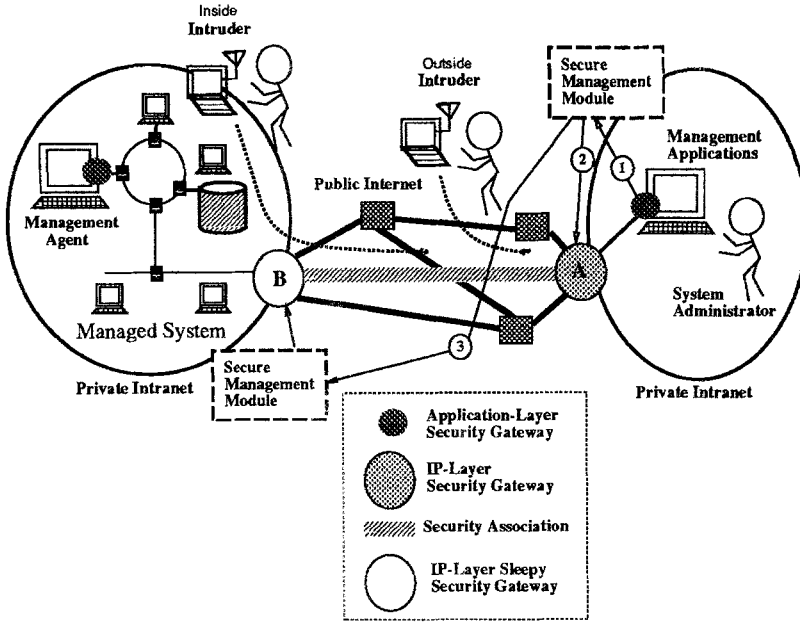 Inside
Intruder
Outside
Intruder
Secure
Management
Module
Management
Applications
1
2
Public Internet
Management
Agent
B
A
System
Administrator
Managed System
3
Secure
Management
Module
Private Intranet
Private Intranet
Application-Layer
Security Gateway
IP-Layer
Security Gateway
Security Association
IP-Layer Sleepy
Security Gateway